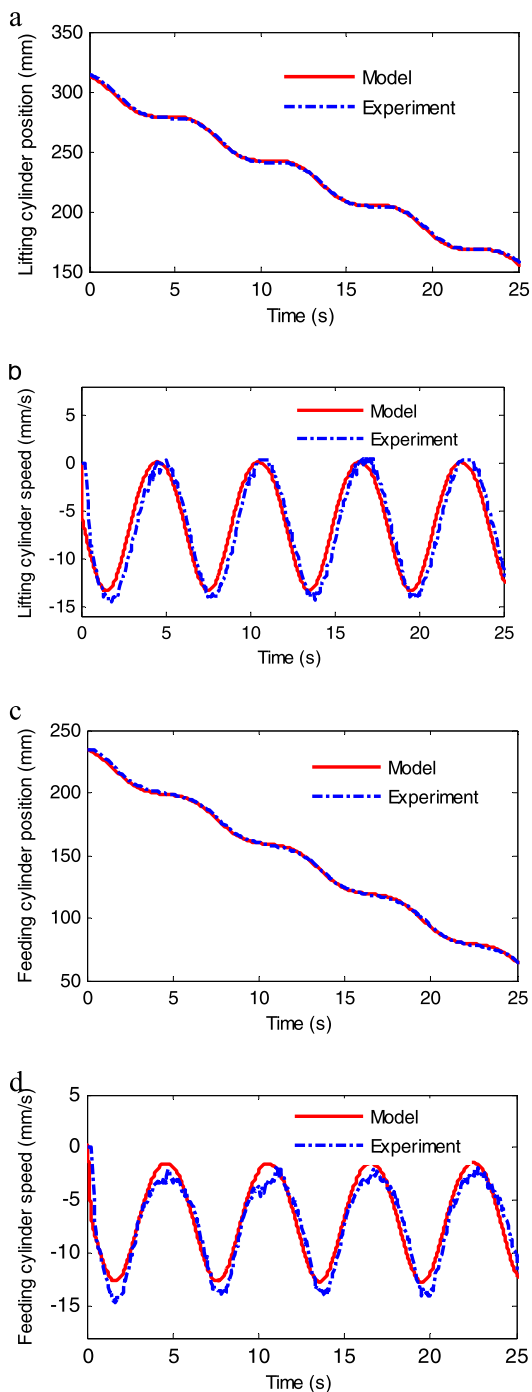 a
Lifting cylinder position (mm)
350
300
250
200
150
Model
Experiment
0 5 10 15 20 25
Time (s)
b
Lifting cylinder speed (mm/s)
5
0
-5
-10
-15
Model
Experiment
0 5 10 15 20 25
Time (s)
c
Feeding cylinder position (mm)
250
200
150
100
50
Model
Experiment
0 5 10 15 20 25
Time (s)
d
Feeding cylinder speed (mm/s)
5
0
-5
-10
-15
Model
Experiment
0 5 10 15 20 25
Time (s)